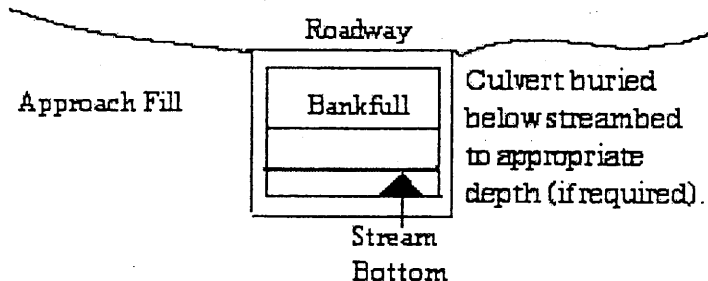 Roadway
Approach Fill
Bankfull
Culvert buried
below streambed
to appropriate
depth (if required).
Stream
Bottom